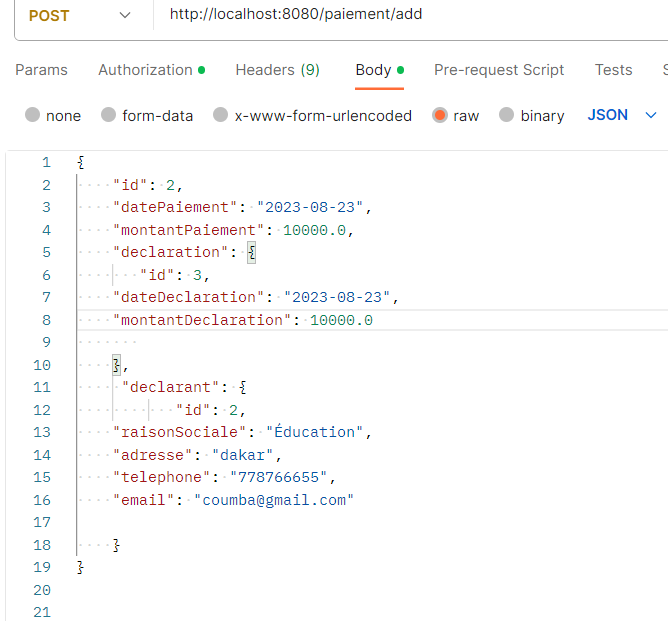 POST http://localhost:8080/paiement/add
Params Authorization Headers (9) Body Pre-request Script Tests S
none form-data x-www-form-urlencoded raw binary JSON
1 {
2 "id": 2,
3 "datePaiement": "2023-08-23",
4 "montantPaiement": 10000.0,
5 "declaration": {
6 "id": 3,
7 "dateDeclaration": "2023-08-23",
8 "montantDeclaration": 10000.0
9
10 },
11 "declarant": {
12 "id": 2,
13 "raisonSociale": "Éducation",
14 "adresse": "dakar",
15 "telephone": "778766655",
16 "email": "coumba@gmail.com"
17
18 }
19 }
20
21